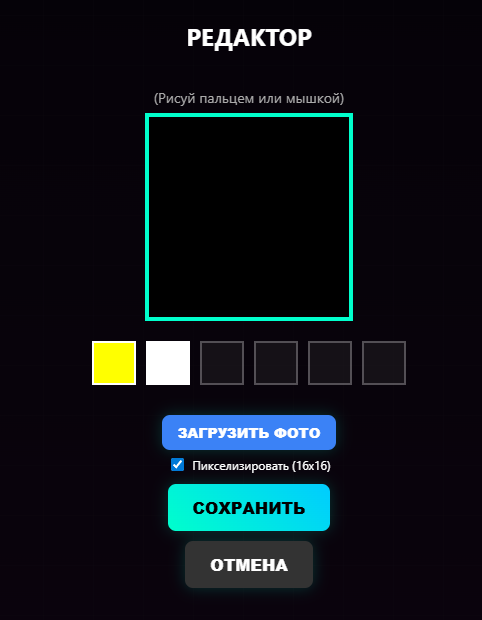 РЕДАКТОР
(Рисуй пальцем или мышкой)
ЗАГРУЗИТЬ ФОТО
Пикселизировать (16x16)
СОХРАНИТЬ
ОТМЕНА